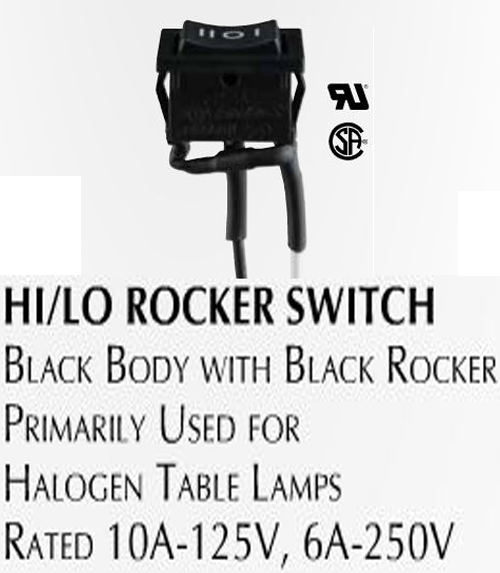 II O I
HI/LO ROCKER SWITCH
BLACK BODY WITH BLACK ROCKER
PRIMARILY USED FOR
HALOGEN TABLE LAMPS
RATED 10A-125V, 6A-250V